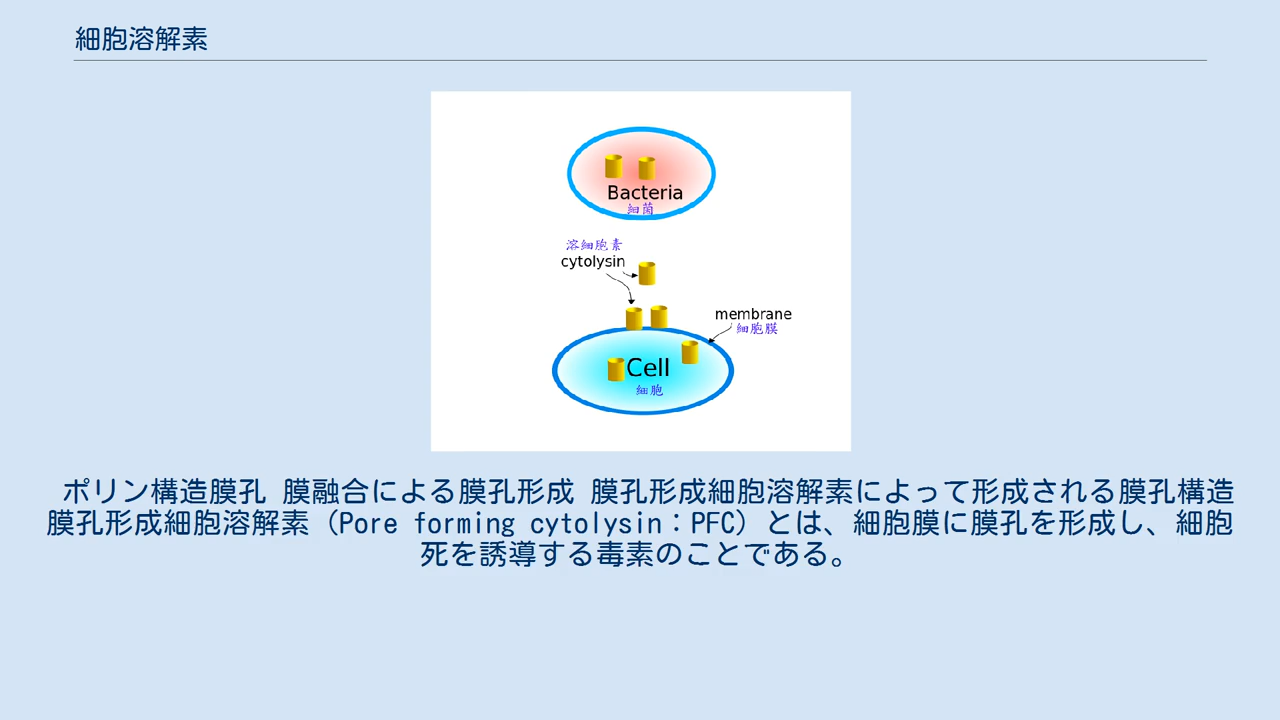 細胞溶解素
Bacteria
細菌
溶細胞素
cytolysin
membrane
細胞膜
Cell
細胞
ポリン構造膜孔 膜融合による膜孔形成 膜孔形成細胞溶解素によって形成される膜孔構造
膜孔形成細胞溶解素（Pore forming cytolysin：PFC）とは、細胞膜に膜孔を形成し、細胞
死を誘導する毒素のことである。